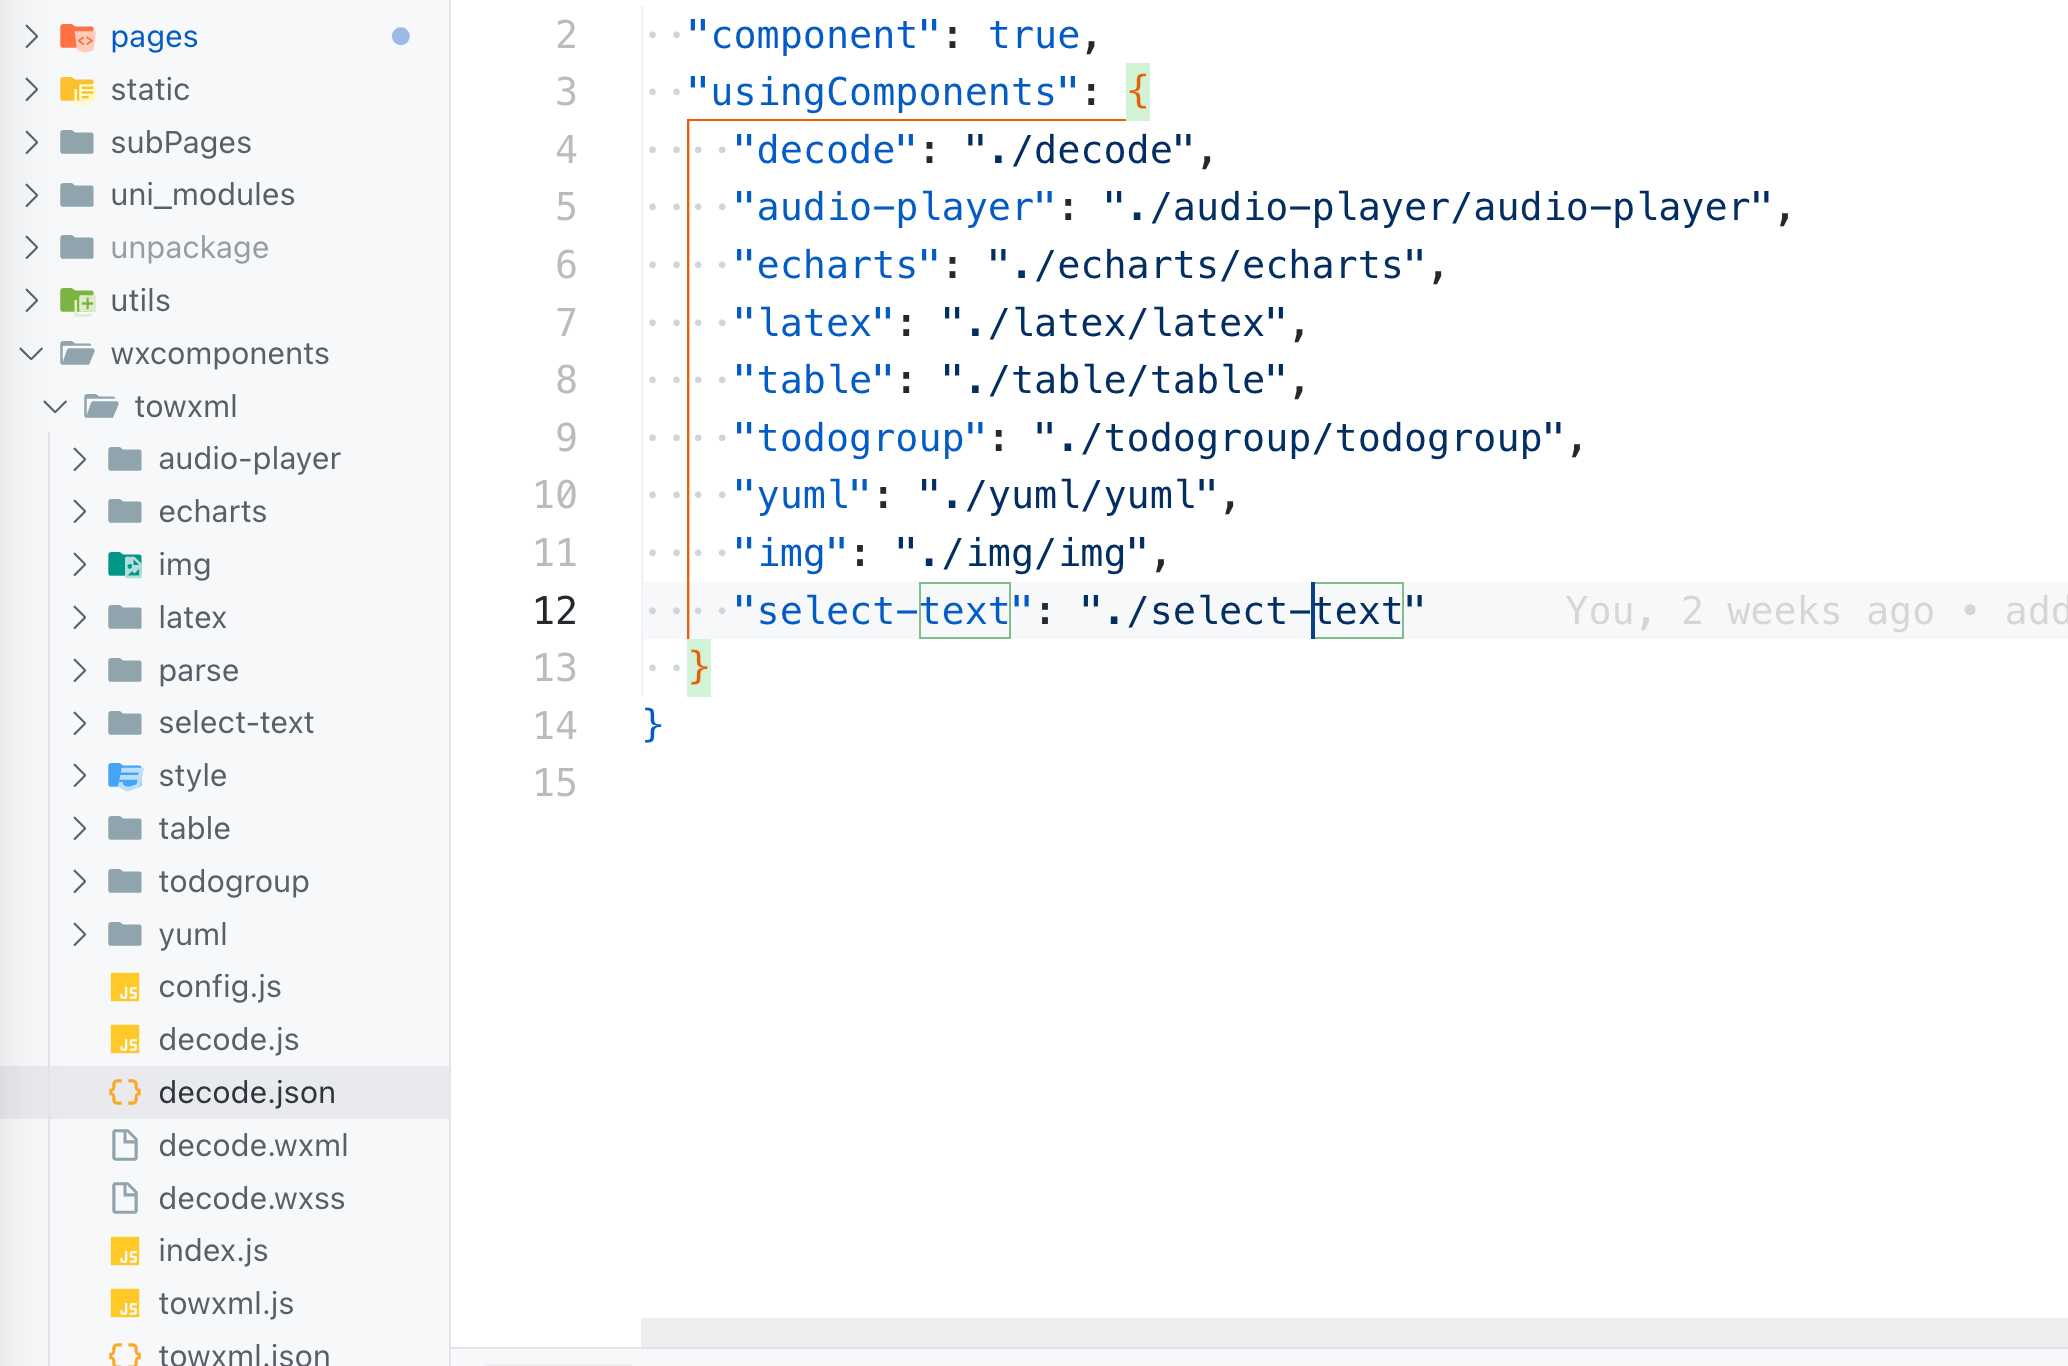 pages
static
subPages
uni_modules
unpackage
utils
wxcomponents
towxml
audio-player
echarts
img
latex
parse
select-text
style
table
todogroup
yuml
JS config.js
JS decode.js
{} decode.json
decode.wxml
decode.wxss
JS index.js
JS towxml.js
{} towxml.json
2 "component": true,
3 "usingComponents": {
4 "decode": "./decode",
5 "audio-player": "./audio-player/audio-player",
6 "echarts": "./echarts/echarts",
7 "latex": "./latex/latex",
8 "table": "./table/table",
9 "todogroup": "./todogroup/todogroup",
10 "yuml": "./yuml/yuml",
11 "img": "./img/img",
12 "select-text": "./select-text" You, 2 weeks ago • add
13 }
14 }
15